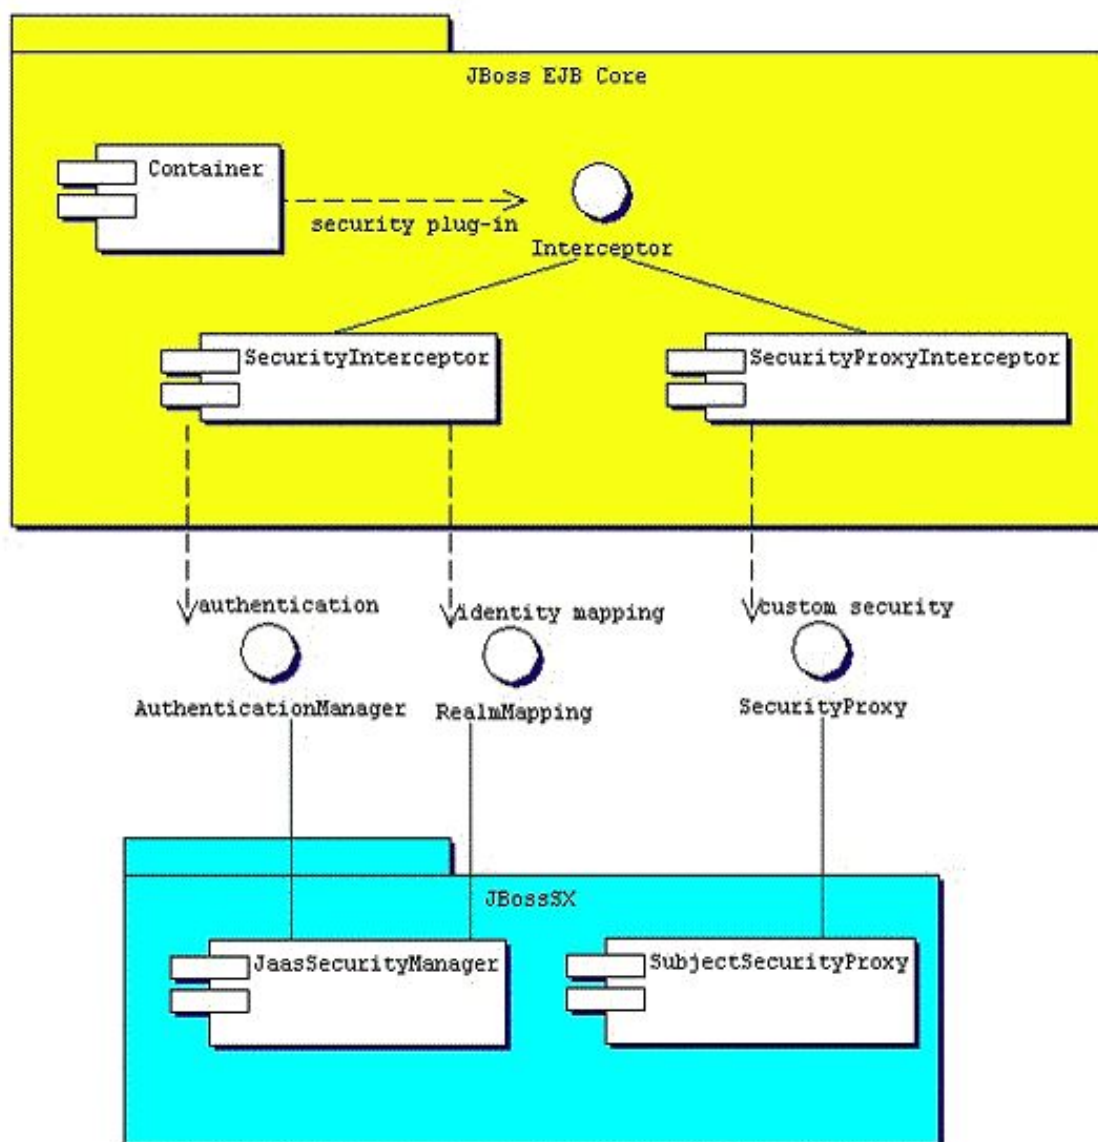 JBoss EJB Core
Container
security plug-in
Interceptor
SecurityInterceptor
SecurityProxyInterceptor
authentication
identity mapping
custom security
AuthenticationManager
RealmMapping
SecurityProxy
JBossSX
JaasSecurityManager
SubjectSecurityProxy